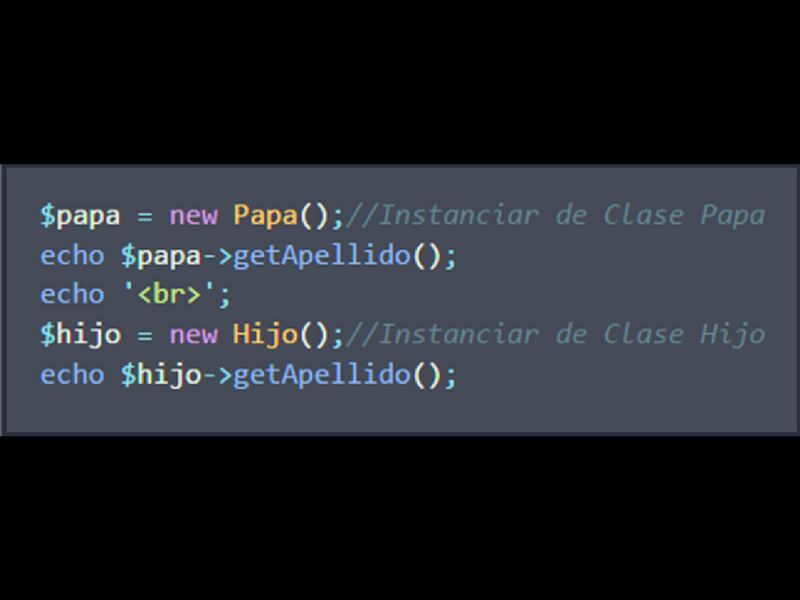 $papa = new Papa();//Instanciar de Clase Papa
echo $papa->getApellido();
echo '<br>';
$hijo = new Hijo();//Instanciar de Clase Hijo
echo $hijo->getApellido();